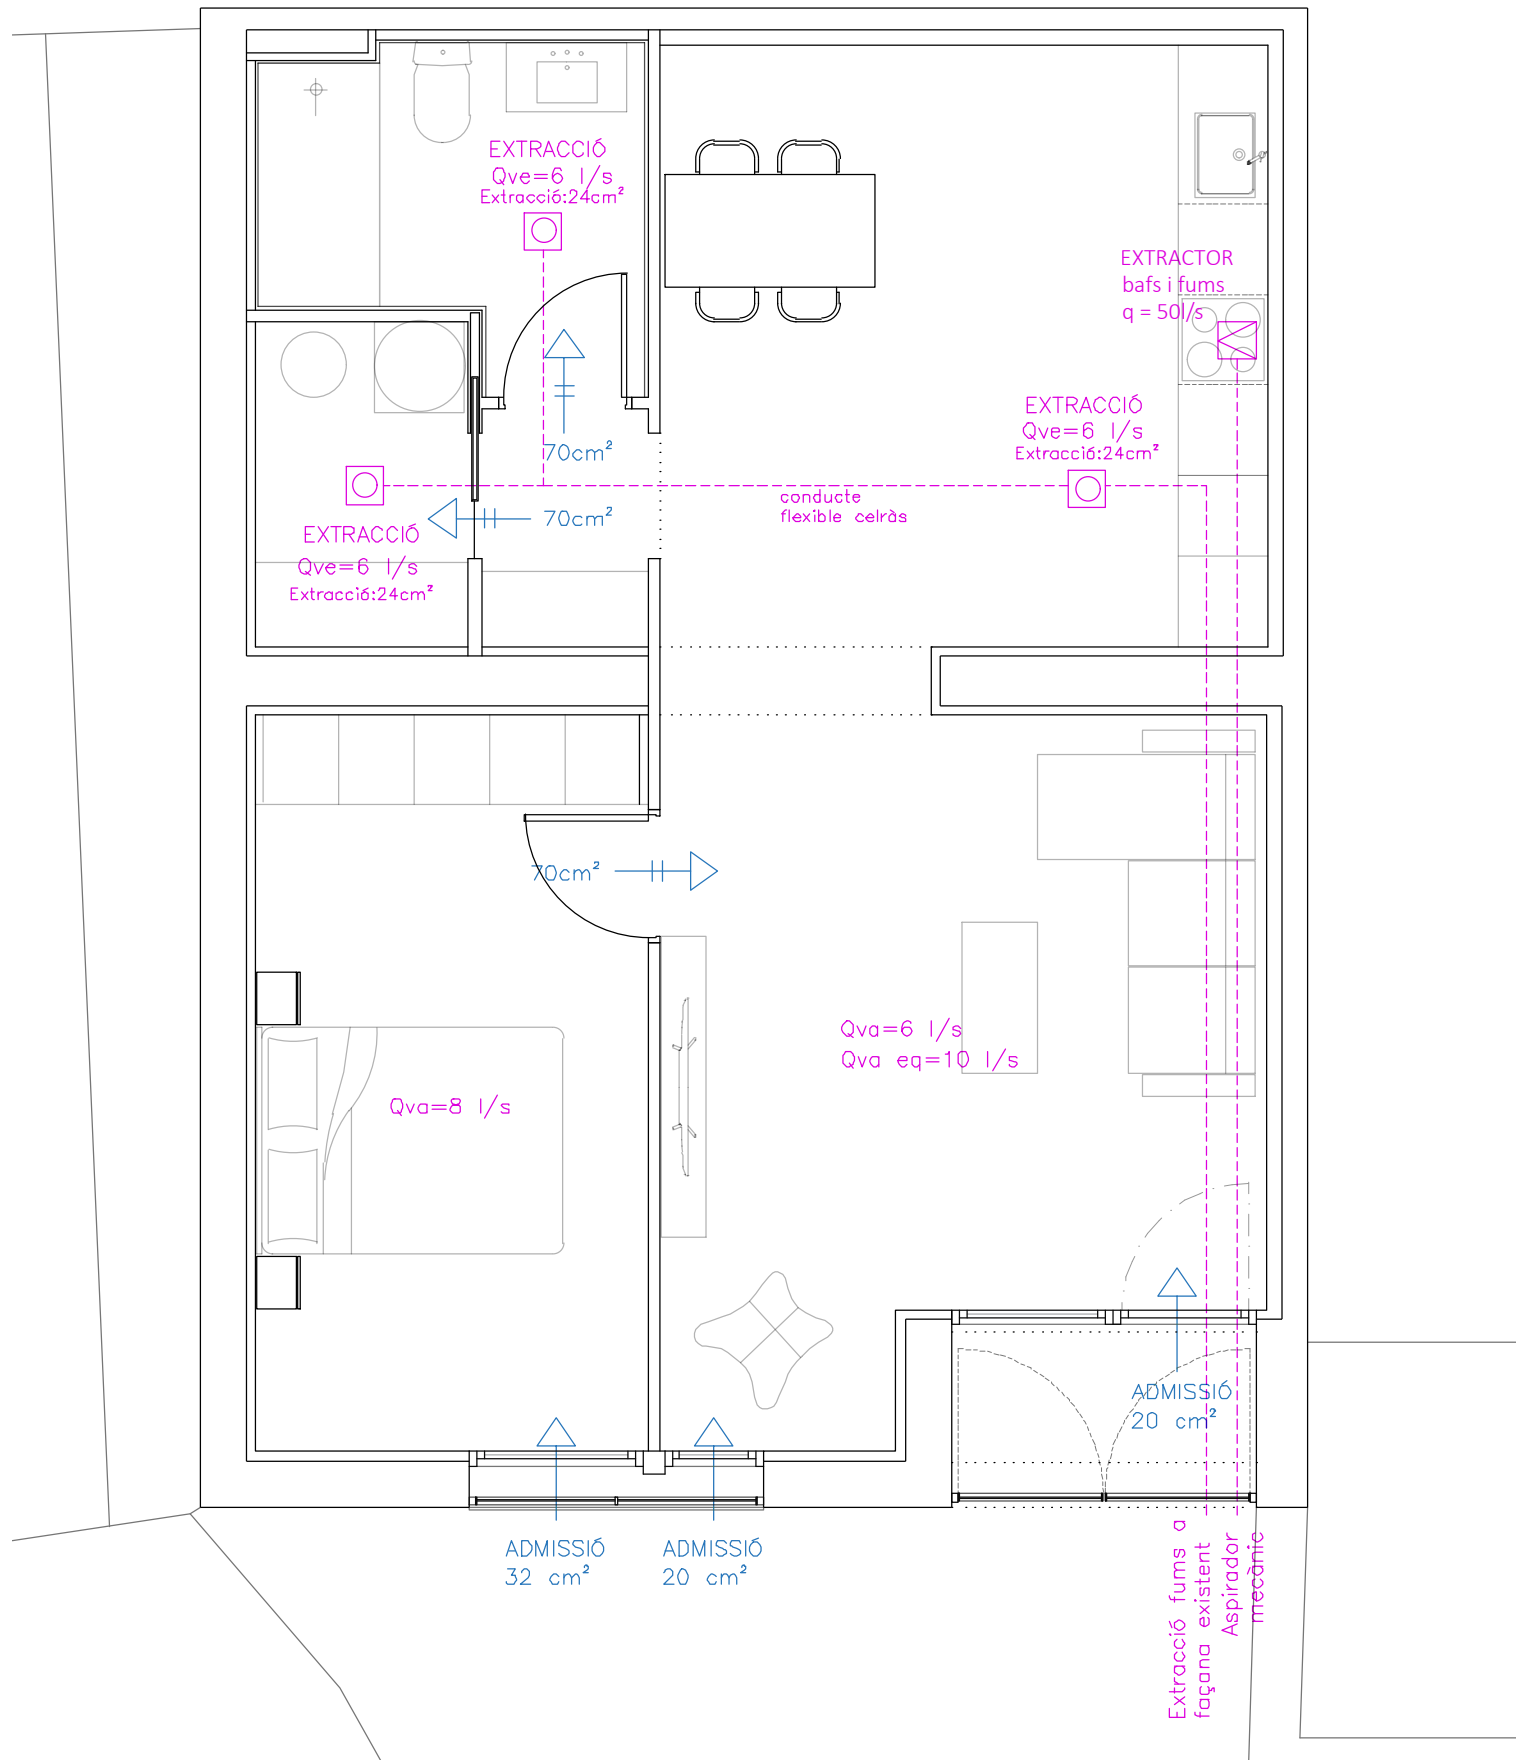 EXTRACCIÓ
Qve=6 l/s
Extracció:24cm²
EXTRACTOR
bafs i fums
q = 50l/s
EXTRACCIÓ
Qve=6 l/s
Extracció:24cm²
70cm²
conducte
flexible celràs
70cm²
EXTRACCIÓ
Qve=6 l/s
Extracció:24cm²
70cm²
Qva=6 l/s
Qva eq=10 l/s
Qva=8 l/s
ADMISSIÓ
20 cm²
ADMISSIÓ
32 cm²
ADMISSIÓ
20 cm²
Extracció fums a
façana existent
Aspirador
mecànic